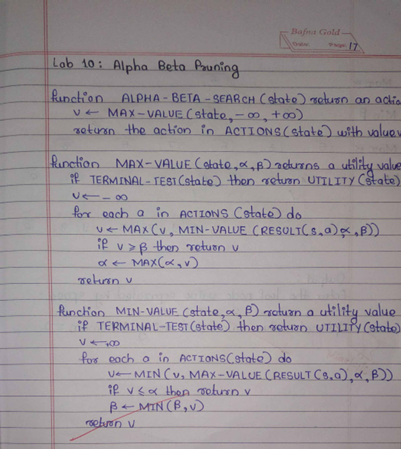 Bafna Gold
Date:
Page: 17
Lab 10: Alpha Beta Pruning
function ALPHA-BETA-SEARCH (state) return an actio
v ← MAX-VALUE (state, -∞, +∞)
return the action in ACTIONS (state) with value v
function MAX-VALUE (state, α, β) returns a utility value
if TERMINAL-TEST (state) then return UTILITY (state)
v ← -∞
for each a in ACTIONS (state) do
v ← MAX (v, MIN-VALUE (RESULT (s,a), α, β))
if v ≥ β then return v
α ← MAX (α, v)
return v
function MIN-VALUE (state, α, β) return a utility value
if TERMINAL-TEST (state) then return UTILITY (state)
v ← ∞
for each a in ACTIONS (state) do
v ← MIN (v, MAX-VALUE (RESULT (s,a), α, β))
if v ≤ α then return v
β ← MIN (β, v)
return v